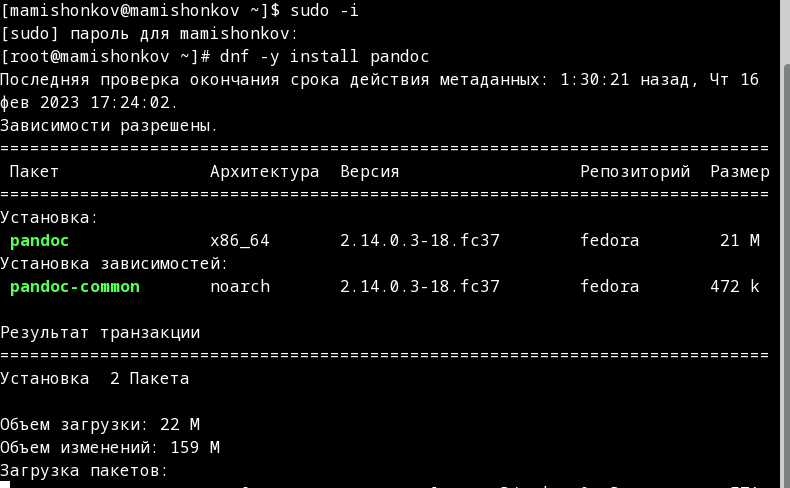 [mamishonkov@mamishonkov ~]$ sudo -i
[sudo] пароль для mamishonkov:
[root@mamishonkov ~]# dnf -y install pandoc
Последняя проверка окончания срока действия метаданных: 1:30:21 назад, Чт 16
фев 2023 17:24:02.
Зависимости разрешены.
================================================================================
Пакет Архитектура Версия Репозиторий Размер
================================================================================
Установка:
pandoc x86_64 2.14.0.3-18.fc37 fedora 21 M
Установка зависимостей:
pandoc-common noarch 2.14.0.3-18.fc37 fedora 472 k
Результат транзакции
================================================================================
Установка 2 Пакета
Объем загрузки: 22 M
Объем изменений: 159 M
Загрузка пакетов: